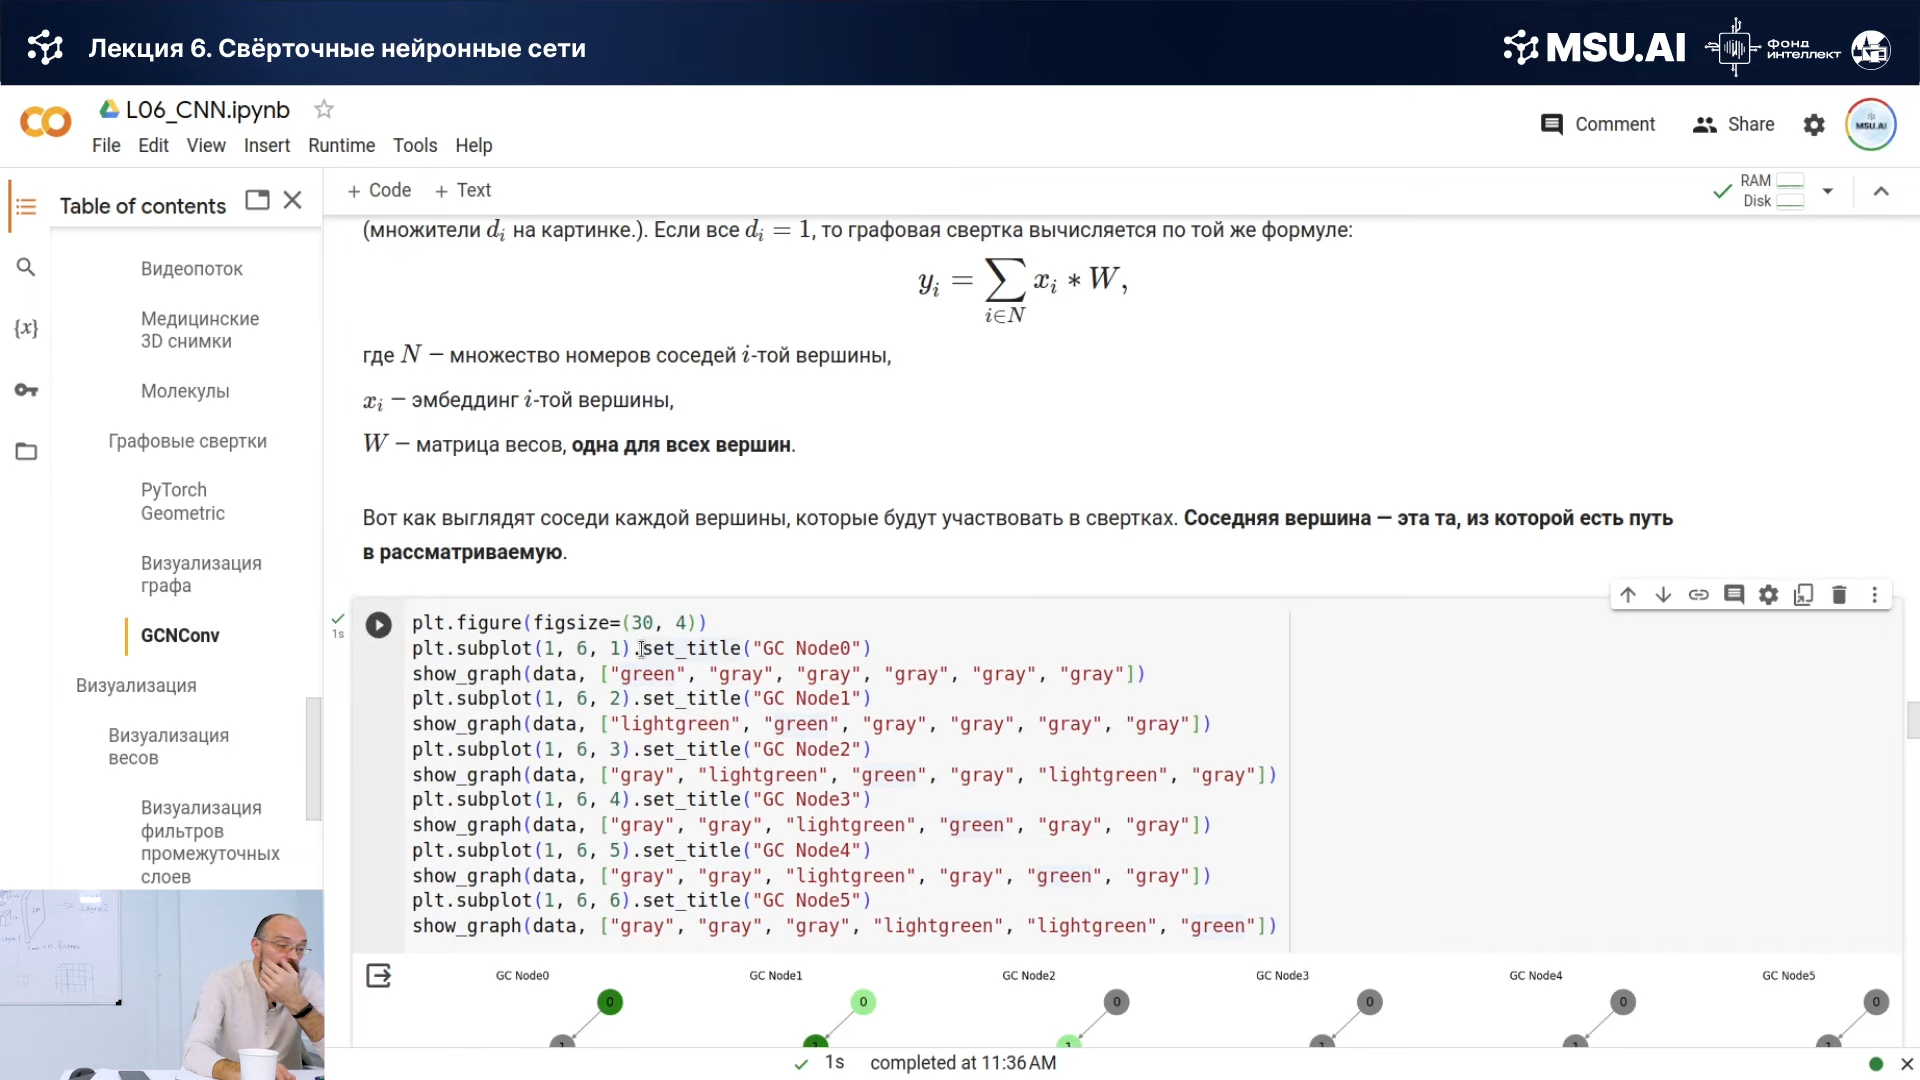 Лекция 6. Свёрточные нейронные сети
MSU.AI
ФОНД
ИНТЕЛЛЕКТ
L06_CNN.ipynb
File Edit View Insert Runtime Tools Help
Comment
Share
MSU.AI
Table of contents
+ Code + Text
RAM
Disk
Видеопоток
Медицинские
3D снимки
Молекулы
Графовые свертки
PyTorch
Geometric
Визуализация
графа
GCNConv
Визуализация
Визуализация
весов
Визуализация
фильтров
промежуточных
слоев
{x}
(множители d_i на картинке.). Если все d_i = 1, то графовая свертка вычисляется по той же формуле:
y_i = ∑_{i∈N} x_i * W,
где N – множество номеров соседей i-той вершины,
x_i – эмбеддинг i-той вершины,
W – матрица весов, одна для всех вершин.
Вот как выглядят соседи каждой вершины, которые будут участвовать в свертках. Соседняя вершина — эта та, из которой есть путь
в рассматриваемую.
1s
plt.figure(figsize=(30, 4))
plt.subplot(1, 6, 1).set_title("GC Node0")
show_graph(data, ["green", "gray", "gray", "gray", "gray", "gray"])
plt.subplot(1, 6, 2).set_title("GC Node1")
show_graph(data, ["lightgreen", "green", "gray", "gray", "gray", "gray"])
plt.subplot(1, 6, 3).set_title("GC Node2")
show_graph(data, ["gray", "lightgreen", "green", "gray", "lightgreen", "gray"])
plt.subplot(1, 6, 4).set_title("GC Node3")
show_graph(data, ["gray", "gray", "lightgreen", "green", "gray", "gray"])
plt.subplot(1, 6, 5).set_title("GC Node4")
show_graph(data, ["gray", "gray", "lightgreen", "gray", "green", "gray"])
plt.subplot(1, 6, 6).set_title("GC Node5")
show_graph(data, ["gray", "gray", "gray", "lightgreen", "lightgreen", "green"])
GC Node0 GC Node1 GC Node2 GC Node3 GC Node4 GC Node5
0 0 0 0 0 0
1 1 1 1 1 1
1s completed at 11:36 AM